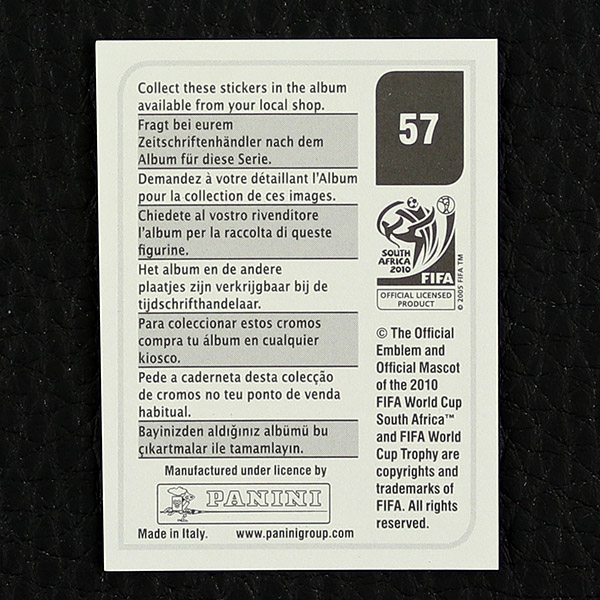 Collect these stickers in the album
available from your local shop.
Fragt bei eurem
Zeitschriftenhändler nach dem
Album für diese Serie.
Demandez à votre détaillant l'Album
pour la collection de ces images.
Chiedete al vostro rivenditore
l'album per la raccolta di queste
figurine.
Het album en de andere
plaatjes zijn verkrijgbaar bij de
tijdschrifthandelaar.
Para coleccionar estos cromos
compra tu álbum en cualquier
kiosco.
Pede a caderneta desta colecção
de cromos no teu ponto de venda
habitual.
Bayinizden aldığınız albümü bu
çıkartmalar ile tamamlayın.
Manufactured under licence by
PANINI
Made in Italy. www.paninigroup.com
57
SOUTH
AFRICA
2010
FIFA
© 2005 FIFA TM
OFFICIAL LICENSED
PRODUCT
© The Official
Emblem and
Official Mascot
of the 2010
FIFA World Cup
South Africa™
and FIFA World
Cup Trophy are
copyrights and
trademarks of
FIFA. All rights
reserved.